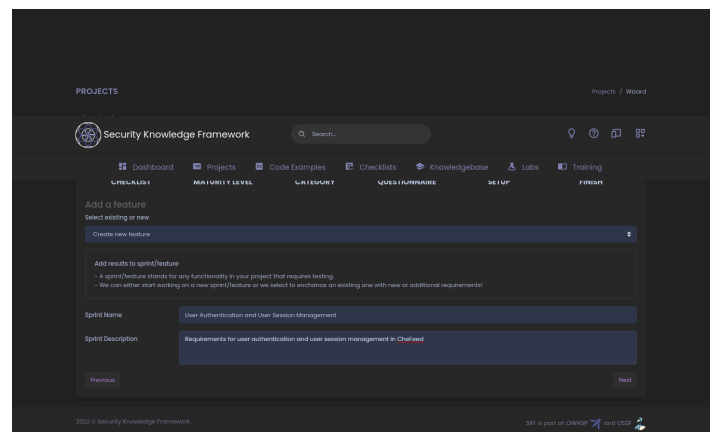 PROJECTS
Projects / Wizard
Security Knowledge Framework
Search...
Dashboard
Projects
Code Examples
Checklists
Knowledgebase
Labs
Training
CHECKLIST
MATURITY LEVEL
CATEGORY
QUESTIONNAIRE
SETUP
FINISH
Add a feature
Select existing or new
Create new feature
Add results to sprint/feature
- A sprint/feature stands for any functionality in your project that requires testing.
- We can either start working on a new sprint/feature or we select to enchance an existing one with new or additional requirements!
Sprint Name
User Authentication and User Session Management
Sprint Description
Requirements for user authentication and user session management in CheFeed
Previous
Next
2022 © Security Knowledge Framework.
SKF is part of: OWASP and OSSF